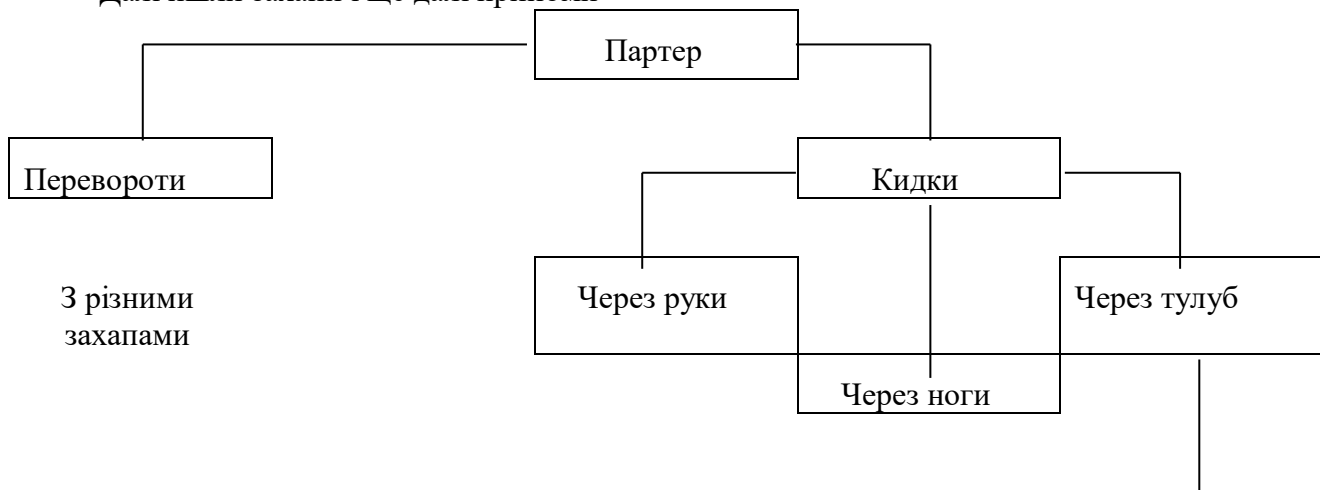 Партер
Перевороти
Кидки
З різними
захапами
Через руки
Через тулуб
Через ноги